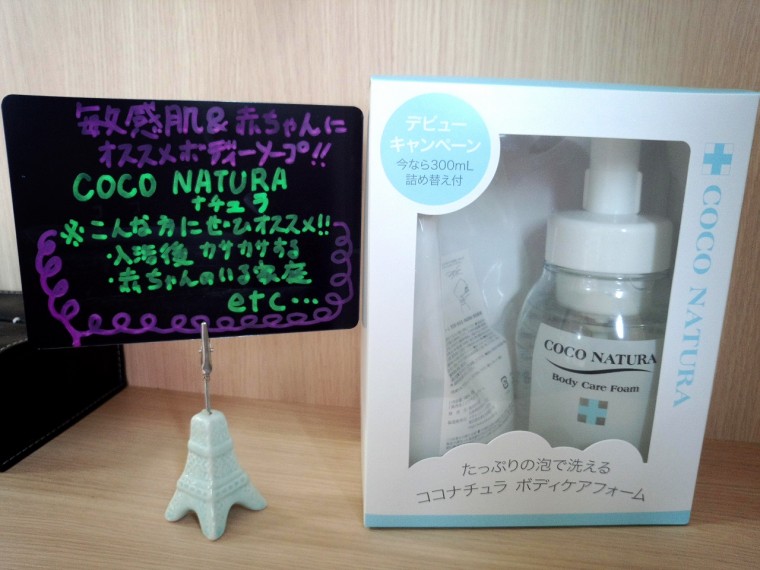 敏感肌&赤ちゃんに
オススメボディーソープ!!
COCO NATURA
ナチュラ
※こんな方にぜひオススメ!!
・入浴後カサカサする
・赤ちゃんのいる家庭
etc...
デビュー
キャンペーン
今なら300mL
詰め替え付
COCO NATURA
COCO NATURA
Body Care Foam
たっぷりの泡で洗える
ココナチュラ ボディケアフォーム